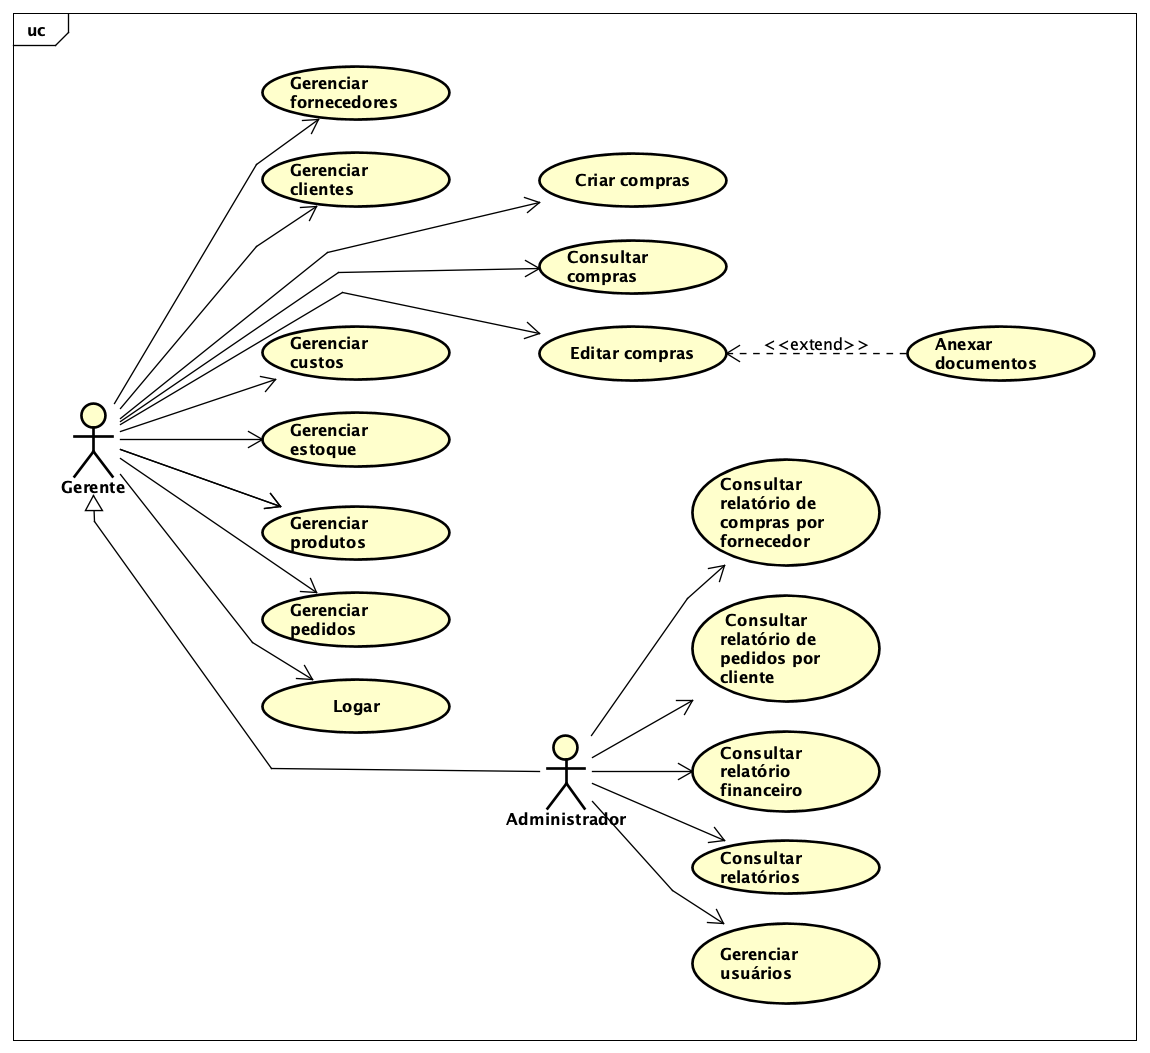 uc
Gerenciar
fornecedores
Gerenciar
clientes
Criar compras
Consultar
compras
Gerenciar
custos
Editar compras
<<extend>>
Anexar
documentos
Gerenciar
estoque
Gerente
Gerenciar
produtos
Consultar
relatório de
compras por
fornecedor
Gerenciar
pedidos
Consultar
relatório de
pedidos por
cliente
Logar
Administrador
Consultar
relatório
financeiro
Consultar
relatórios
Gerenciar
usuários